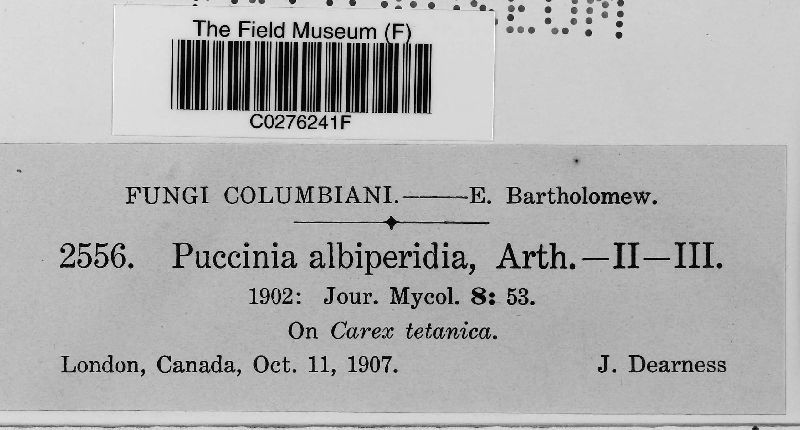 The Field Museum (F)
C0276241F
FUNGI COLUMBIANI.——E. Bartholomew.
2556. Puccinia albiperidia, Arth.—II—III.
1902: Jour. Mycol. 8: 53.
On Carex tetanica.
London, Canada, Oct. 11, 1907. J. Dearness